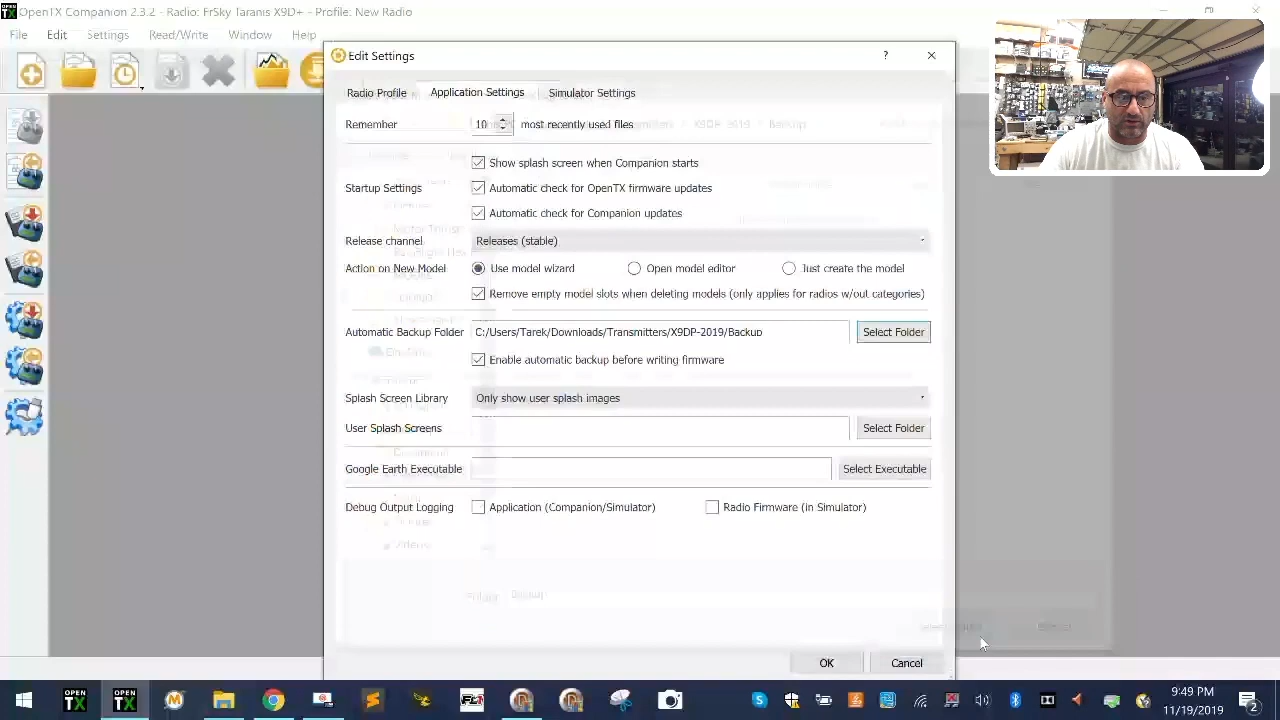 OPEN TX OpenTX Companion 2.3.2 - Radio: FrSky Taranis X9D+ - Profile: New Radio
File Edit Settings Read/Write Window Help
Edit Settings ?
Radio Profile Application Settings Simulator Settings
Remember 10 most recently used files
Show splash screen when Companion starts
Startup Settings Automatic check for OpenTX firmware updates
Automatic check for Companion updates
Release channel Releases (stable)
Action on New Model Use model wizard Open model editor Just create the model
Remove empty model slots when deleting models (only applies for radios w/out categories)
Automatic Backup Folder C:/Users/Tarek/Downloads/Transmitters/X9DP-2019/Backup Select Folder
Enable automatic backup before writing firmware
Splash Screen Library Only show user splash images
User Splash Screens Select Folder
Google Earth Executable Select Executable
Debug Output Logging Application (Companion/Simulator) Radio Firmware (in Simulator)
OK Cancel
OPEN TX OPEN TX
9:49 PM
11/19/2019
2